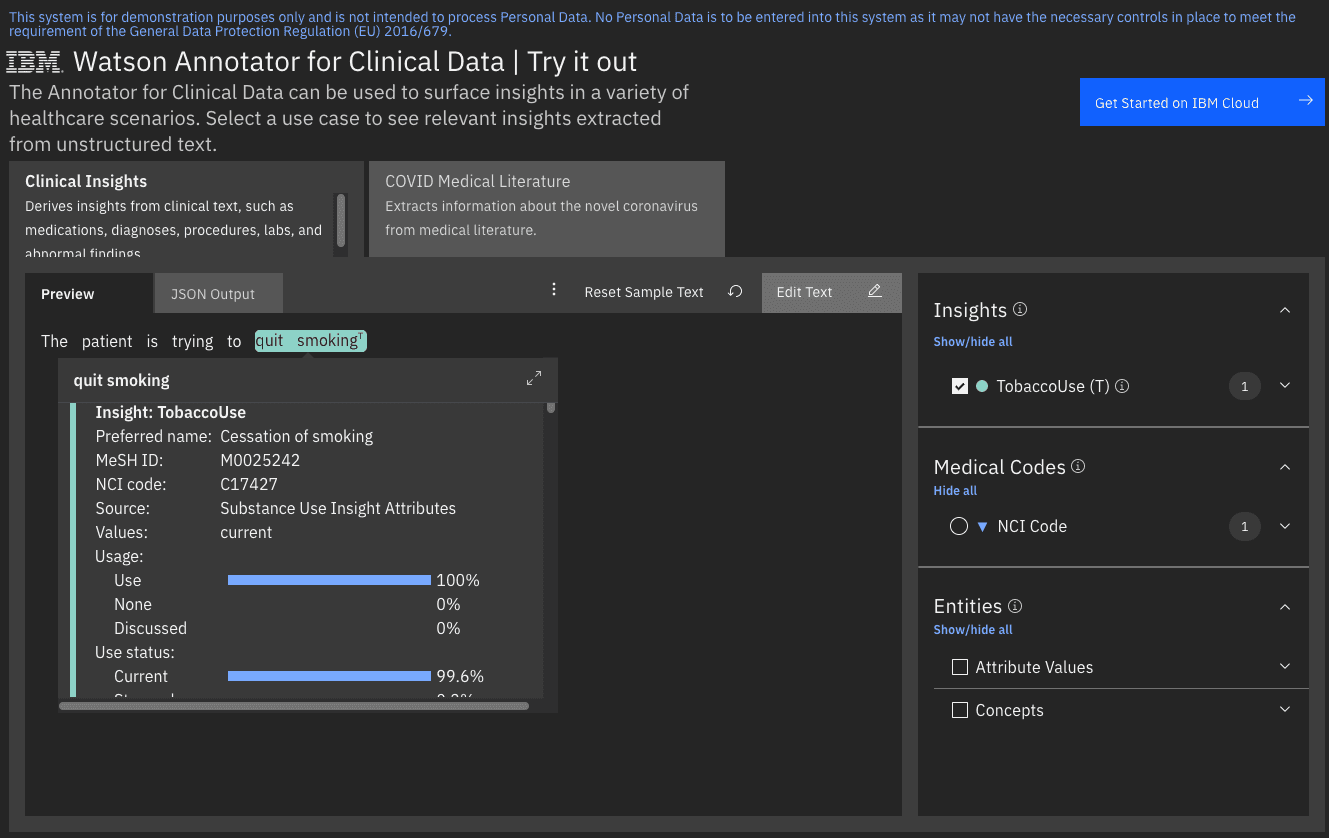 This system is for demonstration purposes only and is not intended to process Personal Data. No Personal Data is to be entered into this system as it may not have the necessary controls in place to meet the
requirement of the General Data Protection Regulation (EU) 2016/679.
IBM Watson Annotator for Clinical Data | Try it out
The Annotator for Clinical Data can be used to surface insights in a variety of
healthcare scenarios. Select a use case to see relevant insights extracted
from unstructured text.
Get Started on IBM Cloud
Clinical Insights
Derives insights from clinical text, such as
medications, diagnoses, procedures, labs, and
abnormal findings
COVID Medical Literature
Extracts information about the novel coronavirus
from medical literature.
Preview
JSON Output
Reset Sample Text
Edit Text
The patient is trying to quit smoking T
quit smoking
Insight: TobaccoUse
Preferred name: Cessation of smoking
MeSH ID: M0025242
NCI code: C17427
Source: Substance Use Insight Attributes
Values: current
Usage:
Use 100%
None 0%
Discussed 0%
Use status:
Current 99.6%
Insights
Show/hide all
TobaccoUse (T) 1
Medical Codes
Hide all
NCI Code 1
Entities
Show/hide all
Attribute Values
Concepts